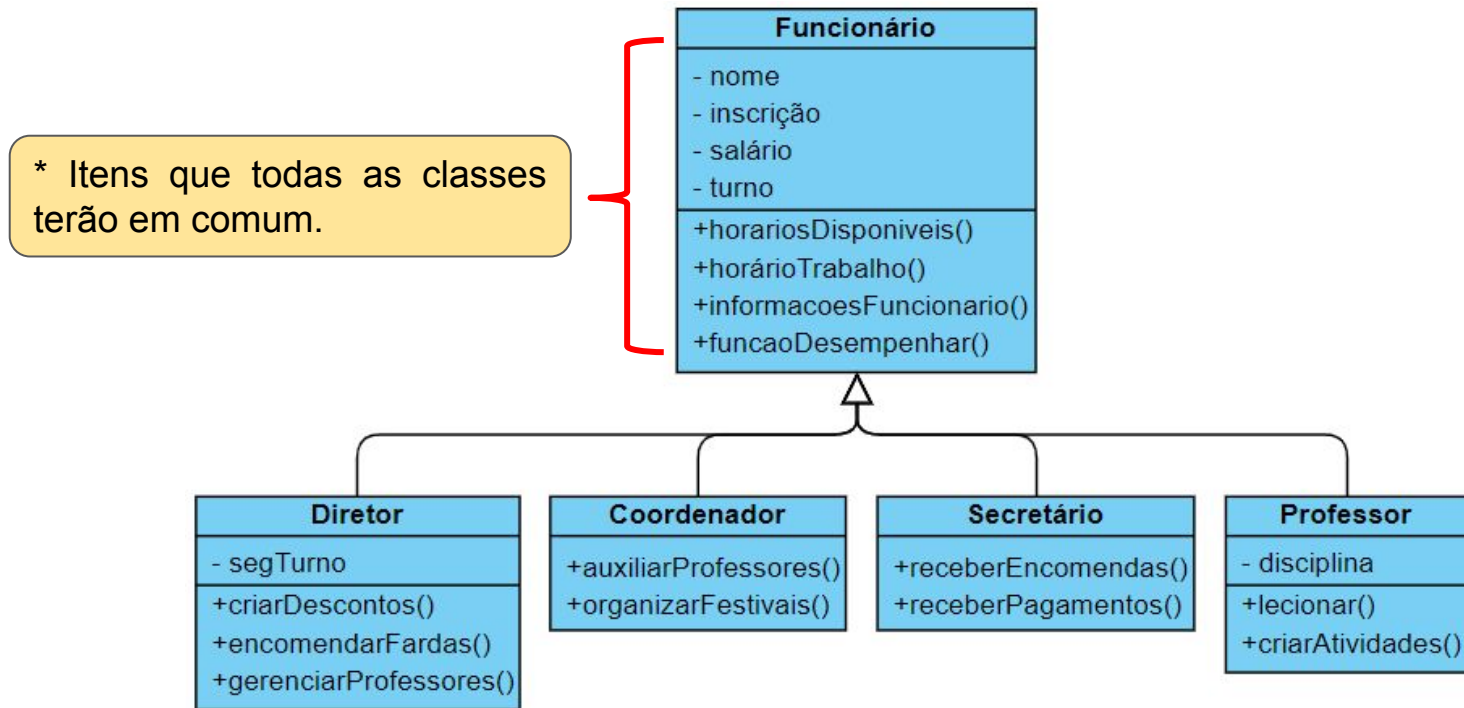 Funcionário
- nome
- inscrição
- salário
- turno
+horariosDisponiveis()
+horárioTrabalho()
+informacoesFuncionario()
+funcaoDesempenhar()
* Itens que todas as classes
terão em comum.
Diretor
- segTurno
+criarDescontos()
+encomendarFardas()
+gerenciarProfessores()
Coordenador
+auxiliarProfessores()
+organizarFestivais()
Secretário
+receberEncomendas()
+receberPagamentos()
Professor
- disciplina
+lecionar()
+criarAtividades()